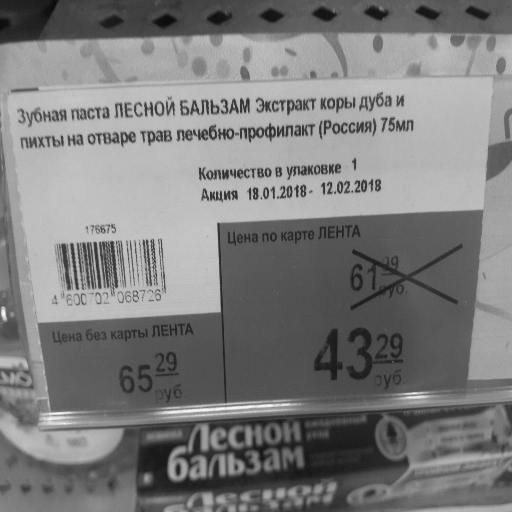 Зубная паста ЛЕСНОЙ БАЛЬЗАМ Экстракт коры дуба и
пихты на отваре трав лечебно-профилакт (Россия) 75мл
Количество в упаковке 1
Акция 18.01.2018 - 12.02.2018
176675
4 600702 068726
Цена по карте ЛЕНТА
61 29
руб.
43 29
руб
Цена без карты ЛЕНТА
65 29
руб
Лесной
бальзам
Лесной